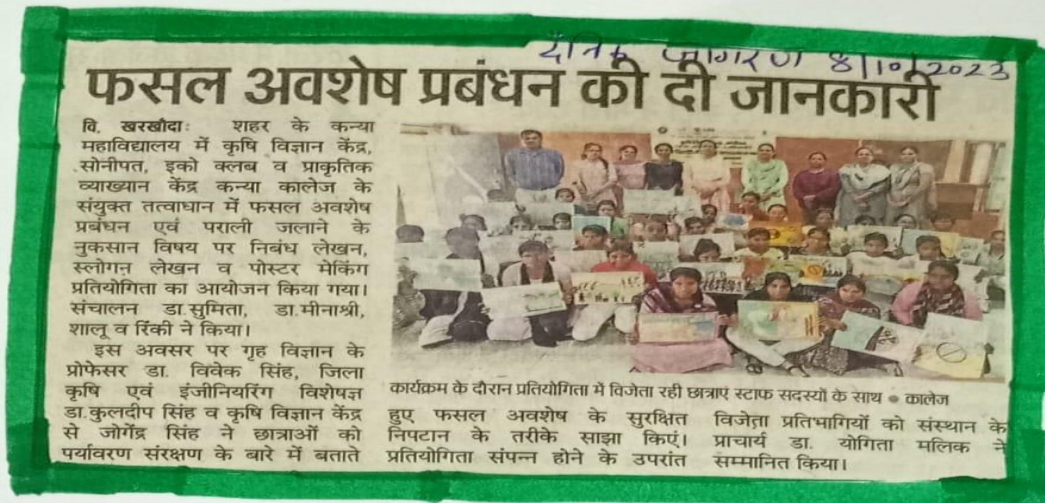 दैनिक जागरण 8/10/2023
फसल अवशेष प्रबंधन की दी जानकारी
वि. खरखौदाः शहर के कन्या
महाविद्यालय में कृषि विज्ञान केंद्र,
सोनीपत, इको क्लब व प्राकृतिक
व्याख्यान केंद्र कन्या कालेज के
संयुक्त तत्वाधान में फसल अवशेष
प्रबंधन एवं पराली जलाने के
नुकसान विषय पर निबंध लेखन,
स्लोगन लेखन व पोस्टर मेकिंग
प्रतियोगिता का आयोजन किया गया।
संचालन डा.सुमिता, डा.मीनाश्री,
शालू व रिंकी ने किया।
इस अवसर पर गृह विज्ञान के
प्रोफेसर डा. विवेक सिंह, जिला
कृषि एवं इंजीनियरिंग विशेषज्ञ
डा.कुलदीप सिंह व कृषि विज्ञान केंद्र
से जोगेंद्र सिंह ने छात्राओं को
पर्यावरण संरक्षण के बारे में बताते
कार्यक्रम के दौरान प्रतियोगिता में विजेता रही छात्राएं स्टाफ सदस्यों के साथ ● कालेज
हुए फसल अवशेष के सुरक्षित
निपटान के तरीके साझा किएं।
प्रतियोगिता संपन्न होने के उपरांत
विजेता प्रतिभागियों को संस्थान के
प्राचार्य डा. योगिता मलिक ने
सम्मानित किया।